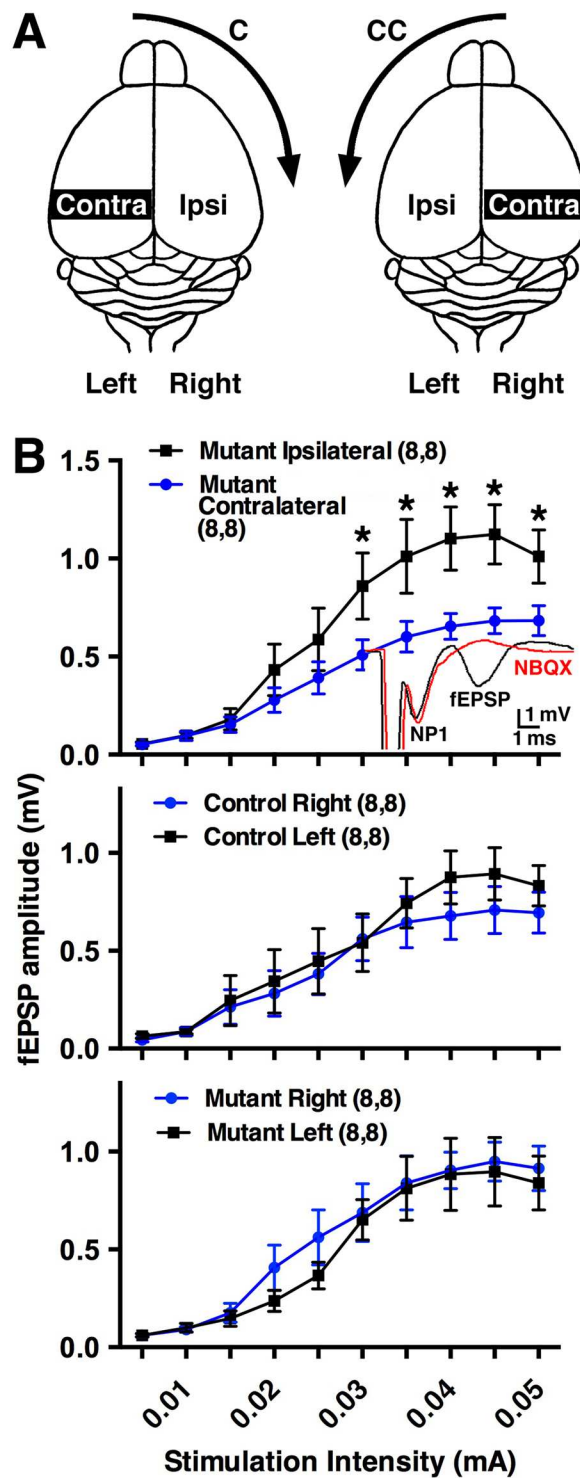 A
C
CC
Contra
Ipsi
Ipsi
Contra
Left Right
Left Right
B
Mutant Ipsilateral (8,8)
Mutant
Contralateral
(8,8)
1.5
1.0
0.5
0.0
* * * * *
NBQX
fEPSP
NP1
1 mV
1 ms
Control Right (8,8)
Control Left (8,8)
1.0
0.5
0.0
fEPSP amplitude (mV)
Mutant Right (8,8)
Mutant Left (8,8)
1.0
0.5
0.0
0.01 0.02 0.03 0.04 0.05
Stimulation Intensity (mA)